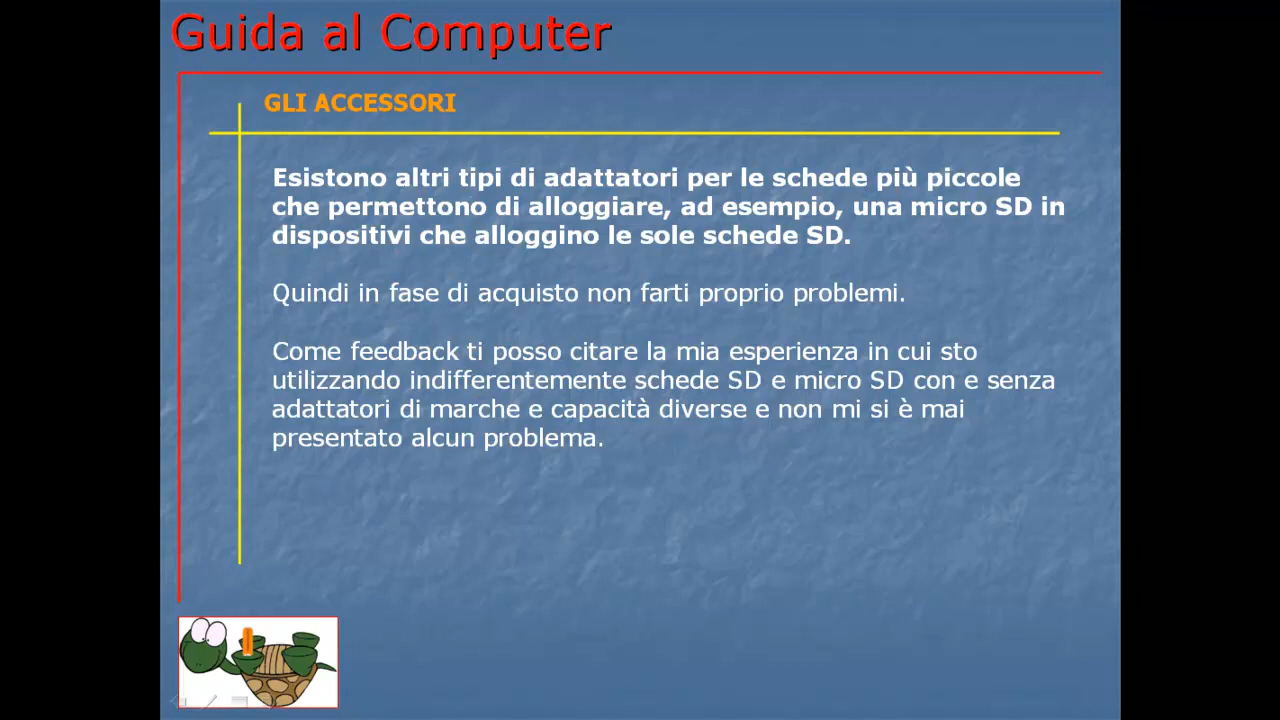 Guida al Computer
GLI ACCESSORI
Esistono altri tipi di adattatori per le schede più piccole
che permettono di alloggiare, ad esempio, una micro SD in
dispositivi che alloggino le sole schede SD.
Quindi in fase di acquisto non farti proprio problemi.
Come feedback ti posso citare la mia esperienza in cui sto
utilizzando indifferentemente schede SD e micro SD con e senza
adattatori di marche e capacità diverse e non mi si è mai
presentato alcun problema.